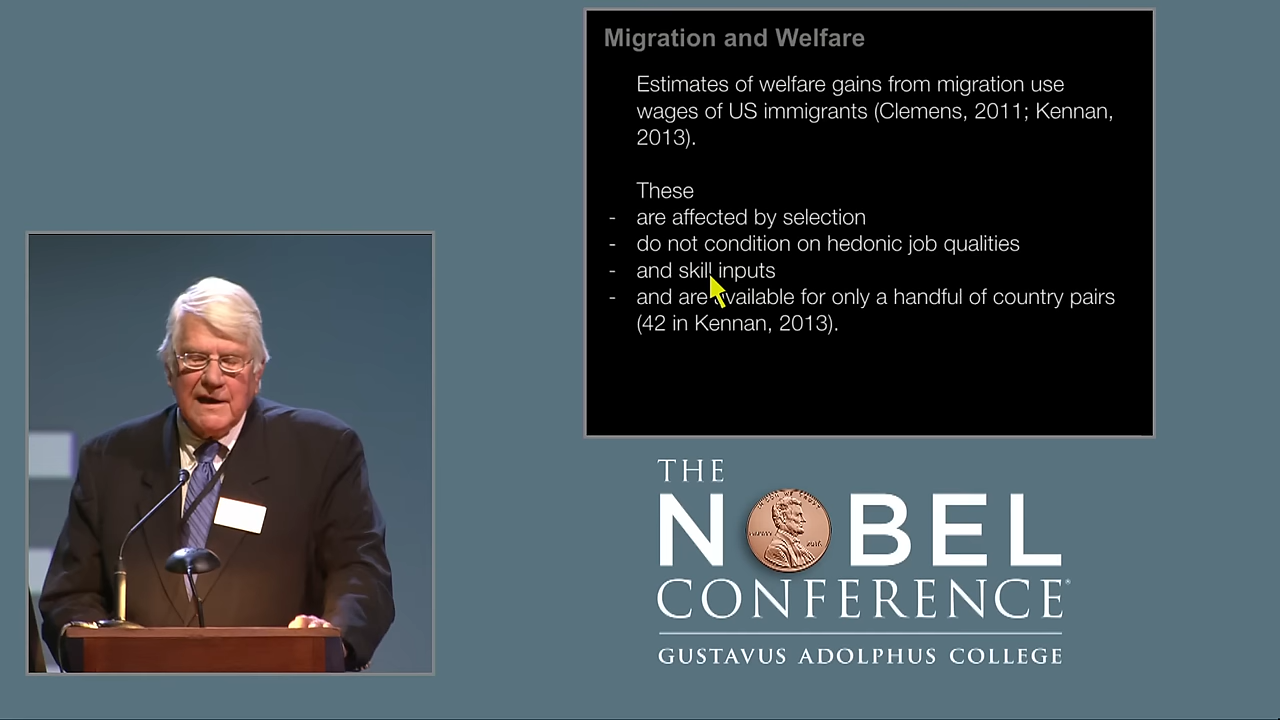 Migration and Welfare
Estimates of welfare gains from migration use
wages of US immigrants (Clemens, 2011; Kennan,
2013).
These
- are affected by selection
- do not condition on hedonic job qualities
- and skill inputs
- and are available for only a handful of country pairs
(42 in Kennan, 2013).
THE
NOBEL
CONFERENCE®
GUSTAVUS ADOLPHUS COLLEGE